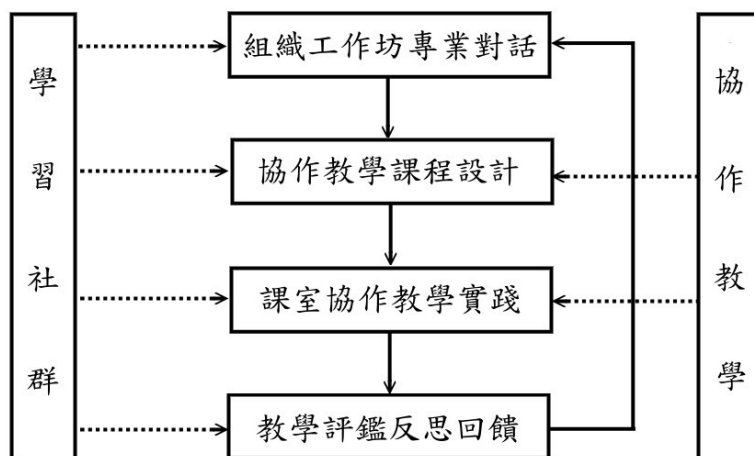 學習社群
組織工作坊專業對話
協作教學課程設計
課室協作教學實踐
教學評鑑反思回饋
協作教學